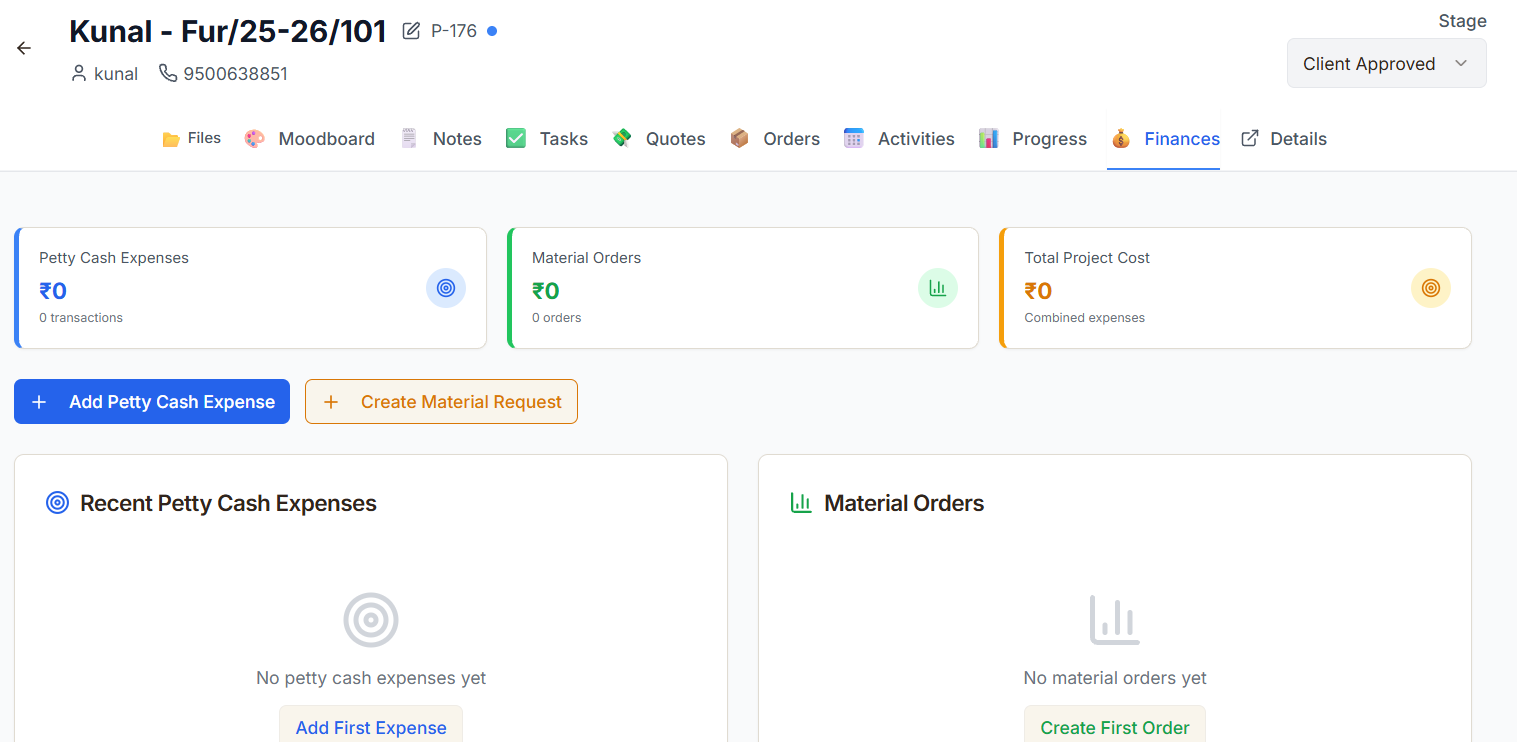 Kunal - Fur/25-26/101 P-176
Stage
kunal 9500638851
Client Approved
Files Moodboard Notes Tasks Quotes Orders Activities Progress Finances Details
Petty Cash Expenses
₹0
0 transactions
Material Orders
₹0
0 orders
Total Project Cost
₹0
Combined expenses
Add Petty Cash Expense
Create Material Request
Recent Petty Cash Expenses
No petty cash expenses yet
Add First Expense
Material Orders
No material orders yet
Create First Order